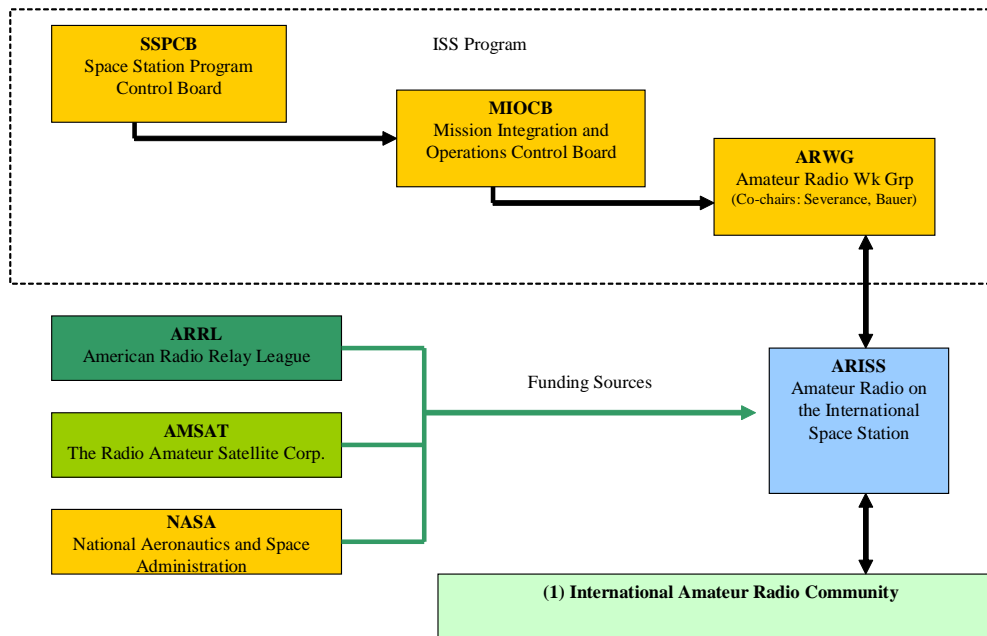 ISS Program
SSPCB
Space Station Program
Control Board
MIOCB
Mission Integration and
Operations Control Board
ARWG
Amateur Radio Wk Grp
(Co-chairs: Severance, Bauer)
ARRL
American Radio Relay League
AMSAT
The Radio Amateur Satellite Corp.
NASA
National Aeronautics and Space
Administration
Funding Sources
ARISS
Amateur Radio on
the International
Space Station
(1) International Amateur Radio Community